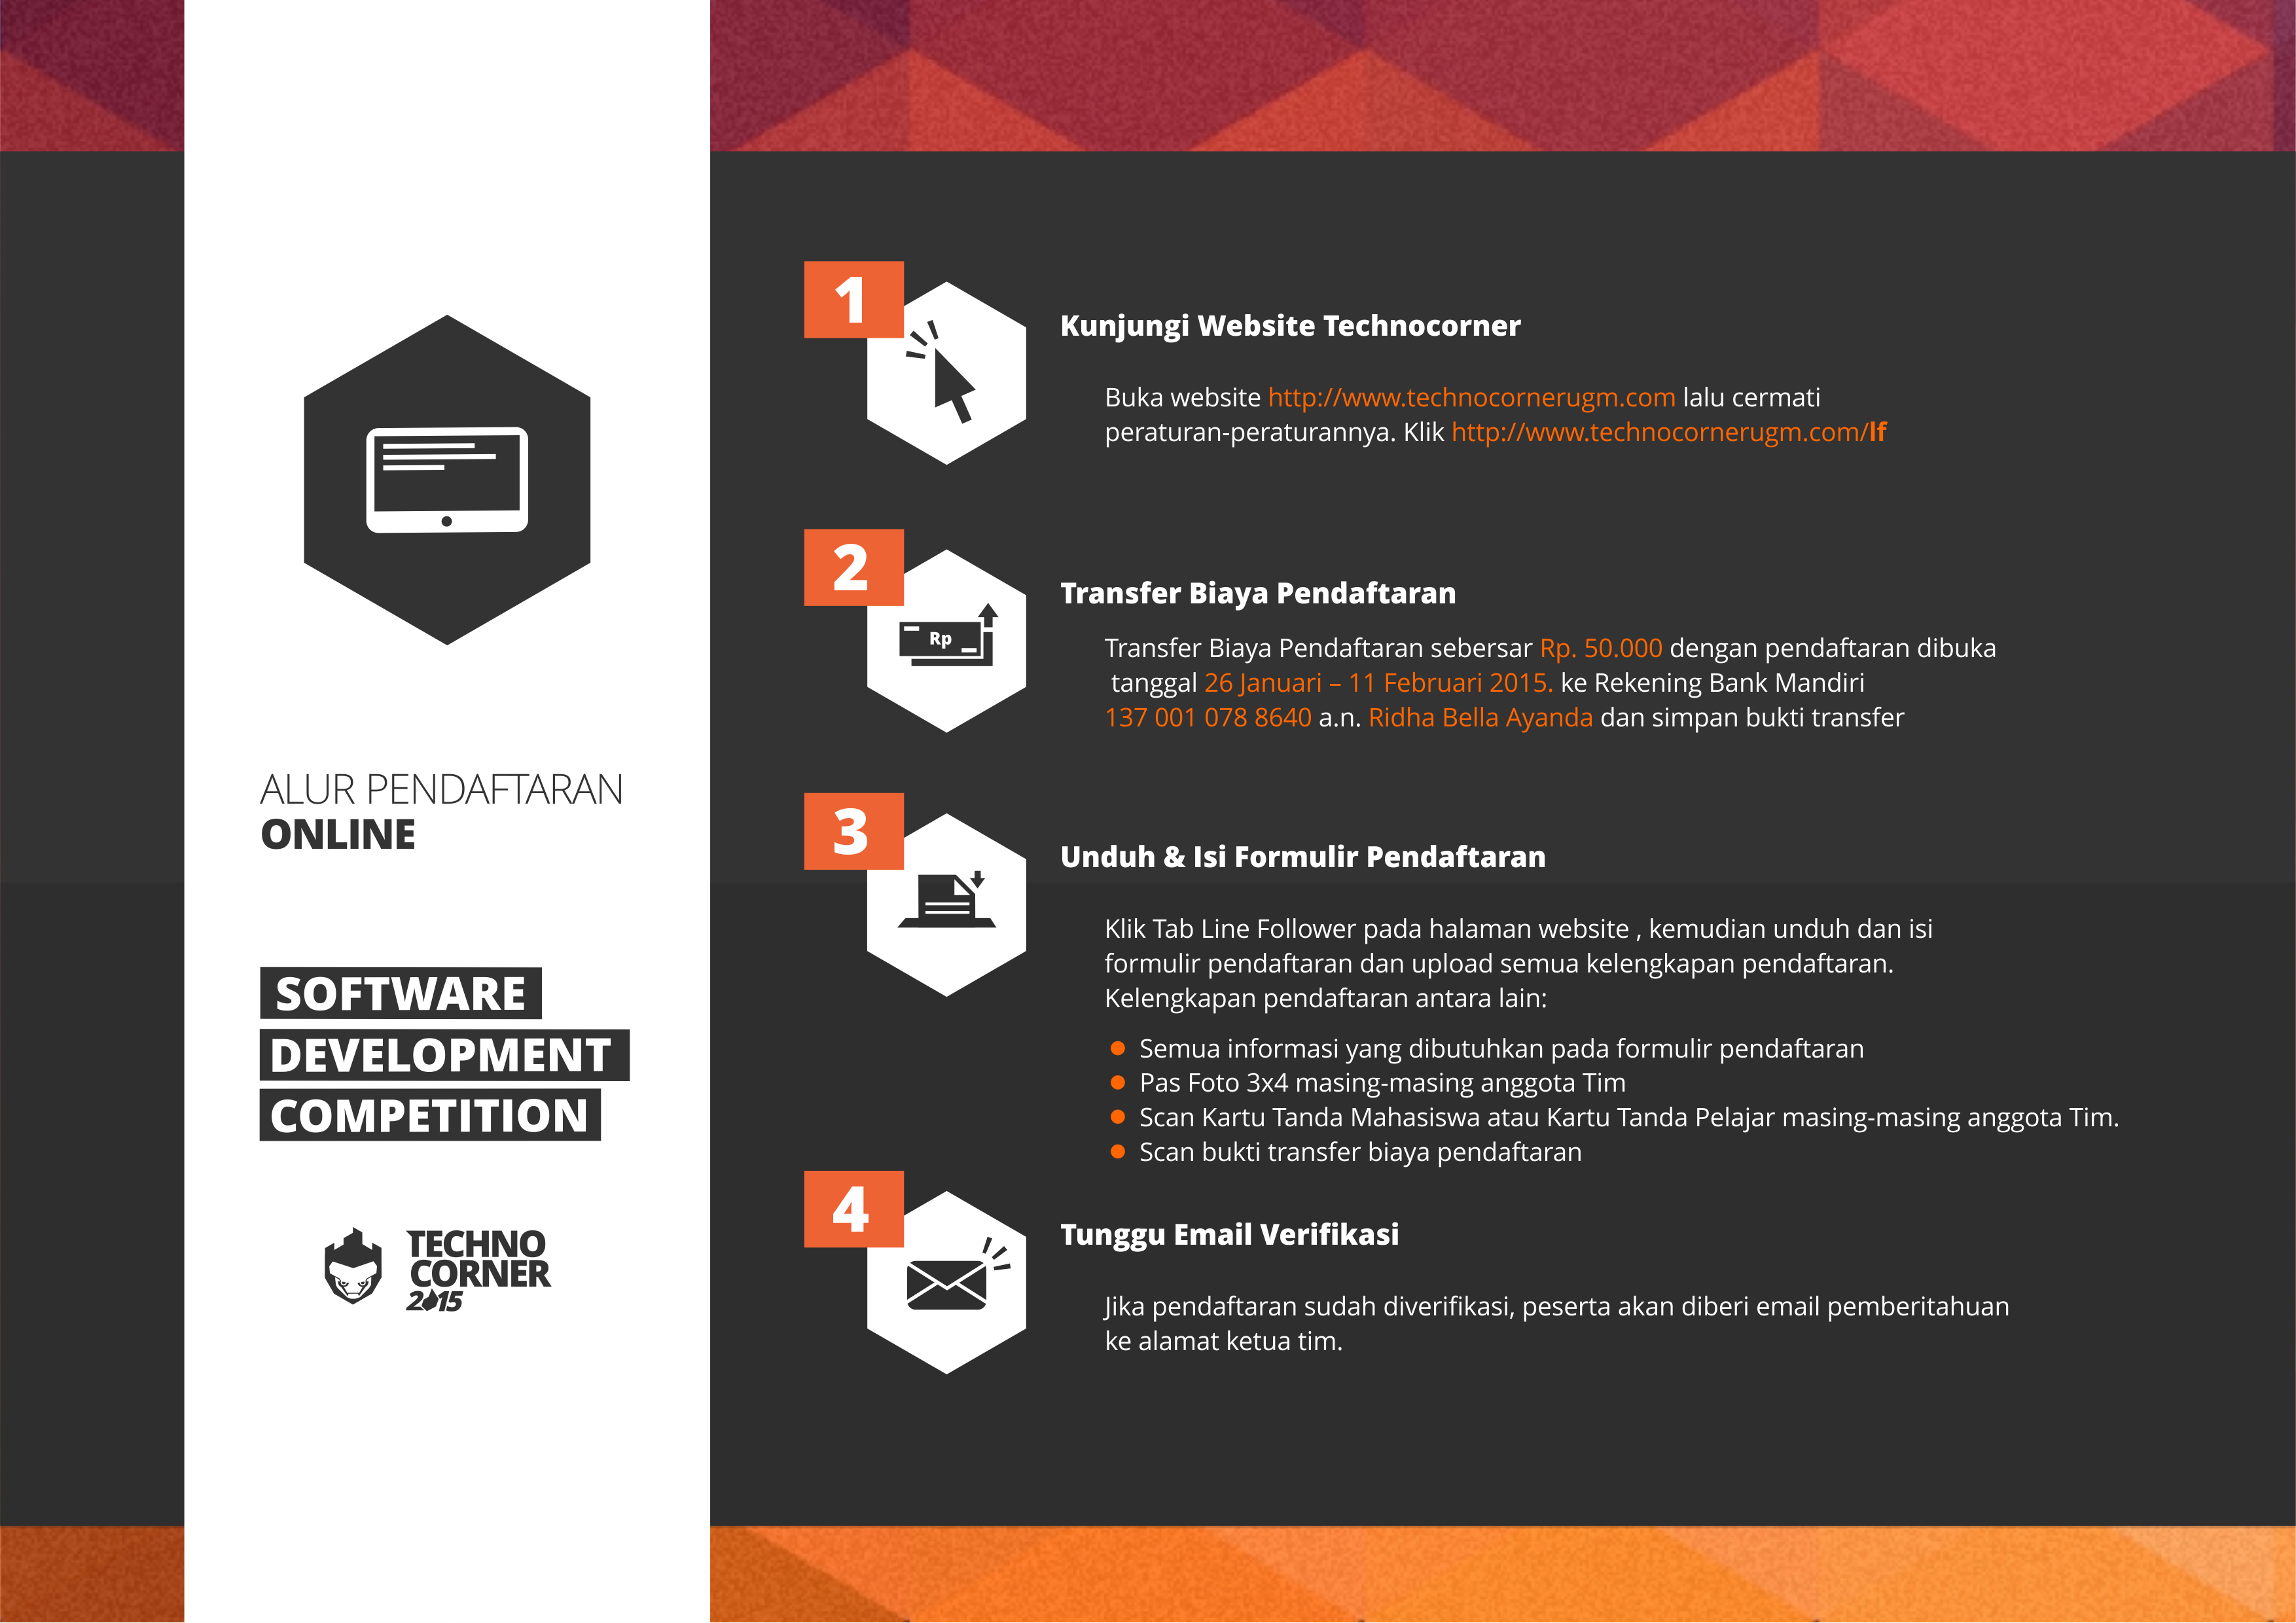 ALUR PENDAFTARAN
ONLINE
SOFTWARE
DEVELOPMENT
COMPETITION
TECHNO
CORNER
2015
1
Kunjungi Website Technocorner
Buka website http://www.technocornerugm.com lalu cermati
peraturan-peraturannya. Klik http://www.technocornerugm.com/lf
2
Rp
Transfer Biaya Pendaftaran
Transfer Biaya Pendaftaran sebersar Rp. 50.000 dengan pendaftaran dibuka
tanggal 26 Januari – 11 Februari 2015. ke Rekening Bank Mandiri
137 001 078 8640 a.n. Ridha Bella Ayanda dan simpan bukti transfer
3
Unduh & Isi Formulir Pendaftaran
Klik Tab Line Follower pada halaman website , kemudian unduh dan isi
formulir pendaftaran dan upload semua kelengkapan pendaftaran.
Kelengkapan pendaftaran antara lain:
● Semua informasi yang dibutuhkan pada formulir pendaftaran
● Pas Foto 3x4 masing-masing anggota Tim
● Scan Kartu Tanda Mahasiswa atau Kartu Tanda Pelajar masing-masing anggota Tim.
● Scan bukti transfer biaya pendaftaran
4
Tunggu Email Verifikasi
Jika pendaftaran sudah diverifikasi, peserta akan diberi email pemberitahuan
ke alamat ketua tim.